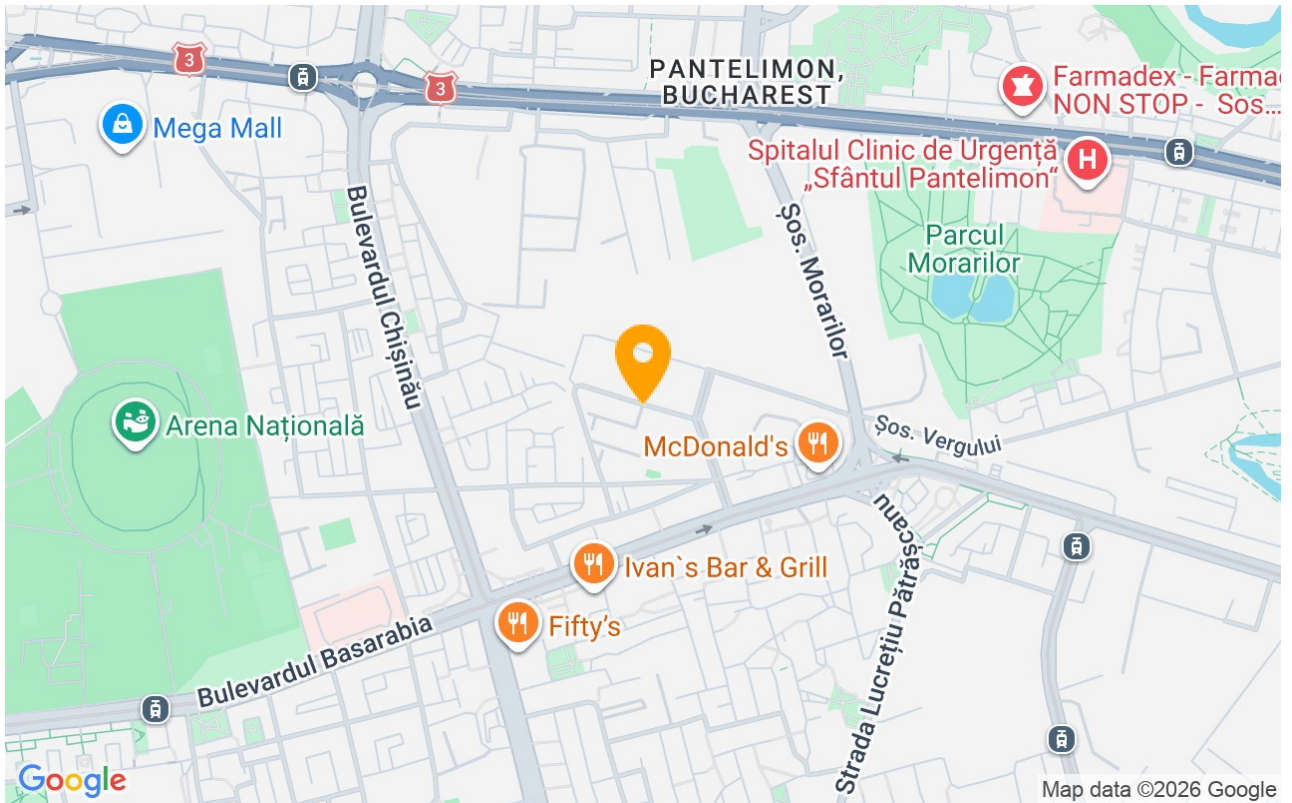 3
3
PANTELIMON,
BUCHAREST
Farmadex - Farmac
NON STOP - Sos...
Mega Mall
Spitalul Clinic de Urgență
„Sfântul Pantelimon“
H
Bulevardul Chișinău
Șos. Morarilor
Parcul
Morarilor
Arena Națională
McDonald's
Șos. Vergului
Ivan`s Bar & Grill
Fifty's
Bulevardul Basarabia
Strada Lucrețiu Pătrășcanu
Google
Map data ©2026 Google